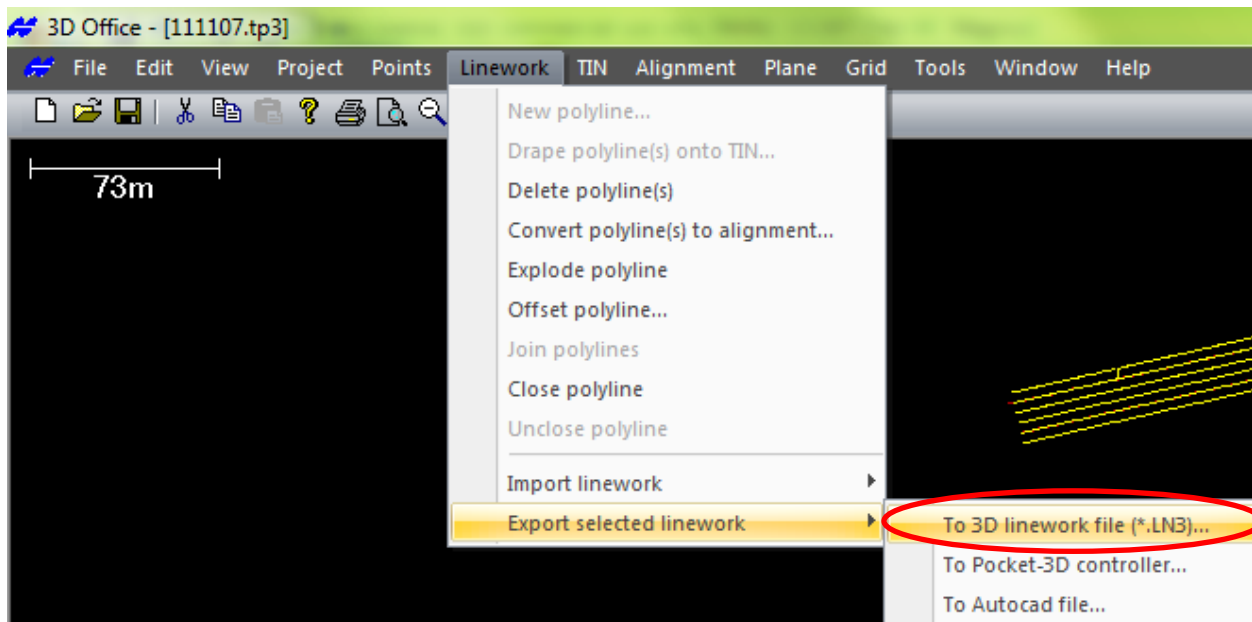 3D Office - [111107.tp3]
File Edit View Project Points Linework TIN Alignment Plane Grid Tools Window Help
73m
New polyline...
Drape polyline(s) onto TIN...
Delete polyline(s)
Convert polyline(s) to alignment...
Explode polyline
Offset polyline...
Join polylines
Close polyline
Unclose polyline
Import linework
Export selected linework
To 3D linework file (*.LN3)...
To Pocket-3D controller...
To Autocad file...